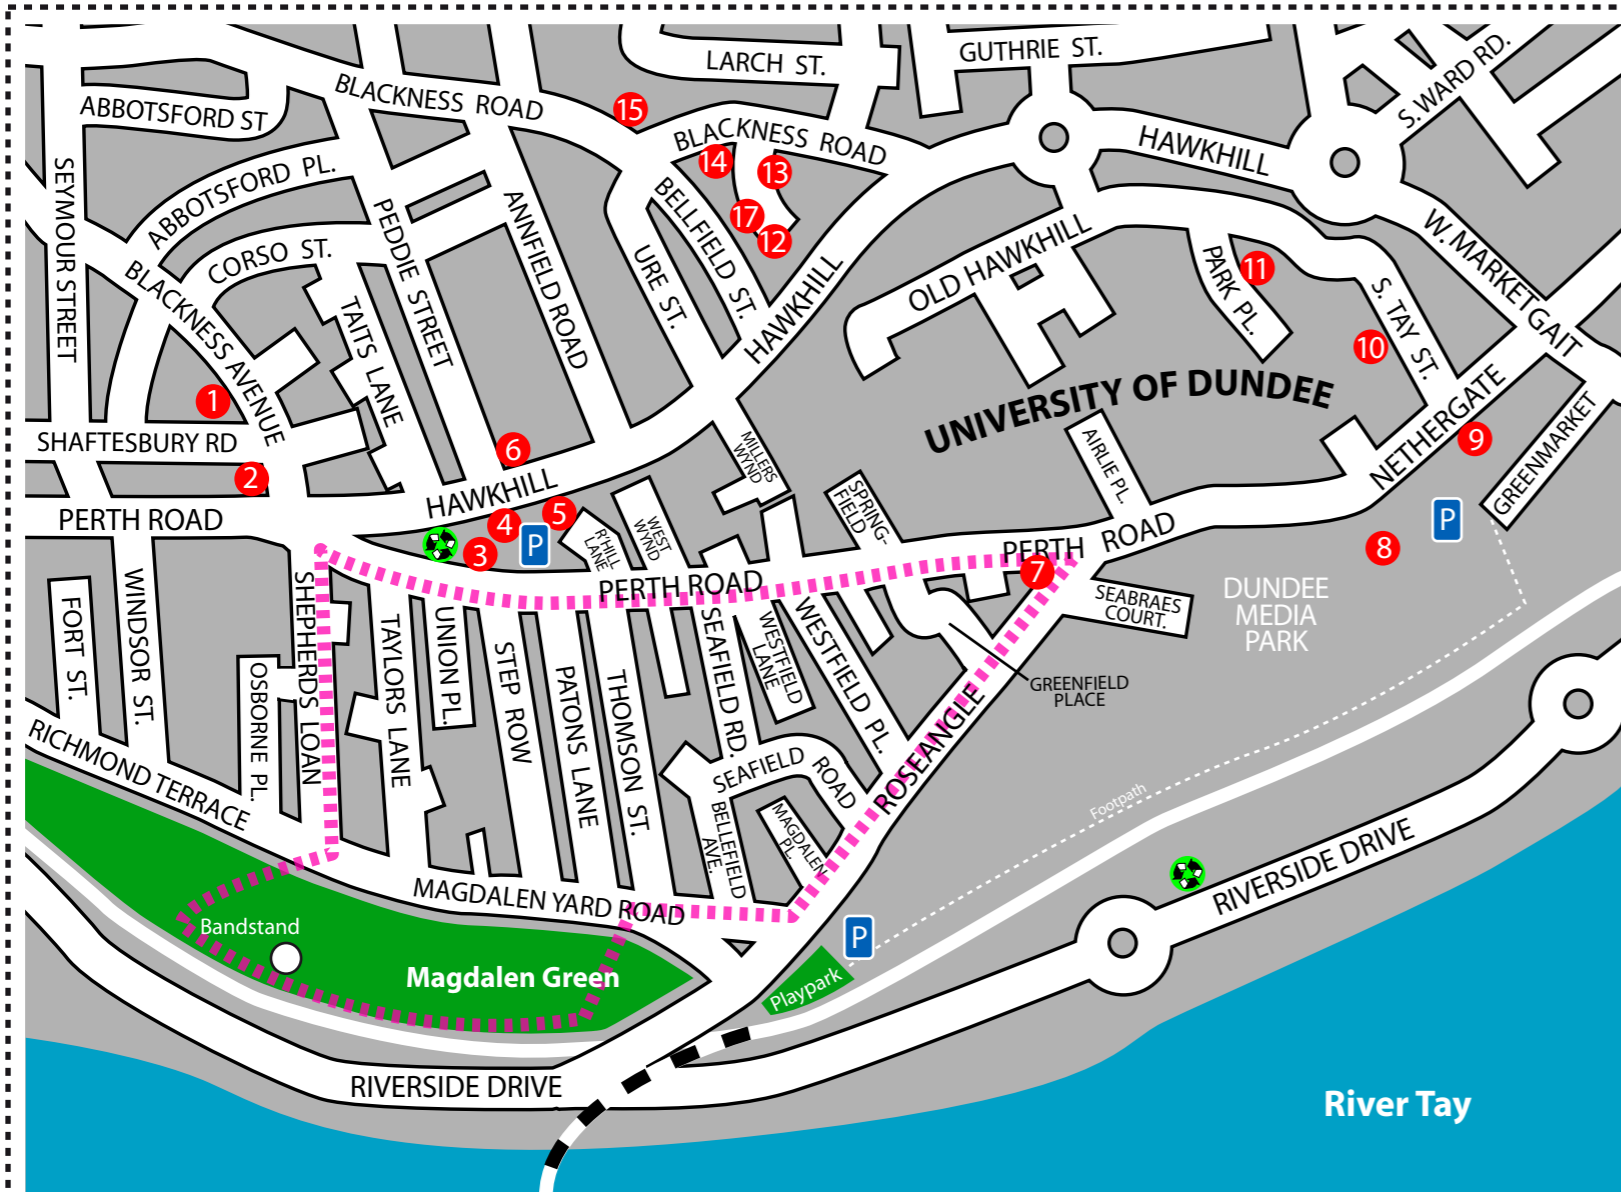 LARCH ST.
GUTHRIE ST.
S. WARD RD.
BLACKNESS ROAD
ABBOTSFORD ST
15
BLACKNESS ROAD
HAWKHILL
14
13
ABBOTSFORD PL.
SEYMOUR STREET
PEDDIE STREET
ANNFIELD ROAD
BELLFIELD ST.
17
12
URE ST.
CORSO ST.
BLACKNESS AVENUE
TAITS LANE
HAWKHILL
OLD HAWKHILL
PARK PL.
11
S. TAY ST.
10
W. MARKETGAIT
UNIVERSITY OF DUNDEE
1
SHAFTESBURY RD
2
6
HAWKHILL
MILLERS
WYND
AIRLIE PL.
NETHERGATE
9
GREENMARKET
PERTH ROAD
5
4
3
P
R'HILL
LANE
WEST
WYND
SPRING-
FIELD
PERTH ROAD
7
P
8
DUNDEE
MEDIA
PARK
SEABRAES
COURT.
PERTH ROAD
FORT ST.
WINDSOR ST.
OSBORNE PL.
SHEPHERDS LOAN
TAYLORS LANE
UNION PL.
STEP ROW
PATONS LANE
THOMSON ST.
SEAFIELD RD.
WESTFIELD
LANE
WESTFIELD PL.
GREENFIELD
PLACE
ROSEANGLE
RICHMOND TERRACE
SEAFIELD ROAD
BELLEFIELD
AVE.
MAGDALEN
PL.
Footpath
MAGDALEN YARD ROAD
RIVERSIDE DRIVE
Bandstand
Magdalen Green
P
Playpark
RIVERSIDE DRIVE
River Tay